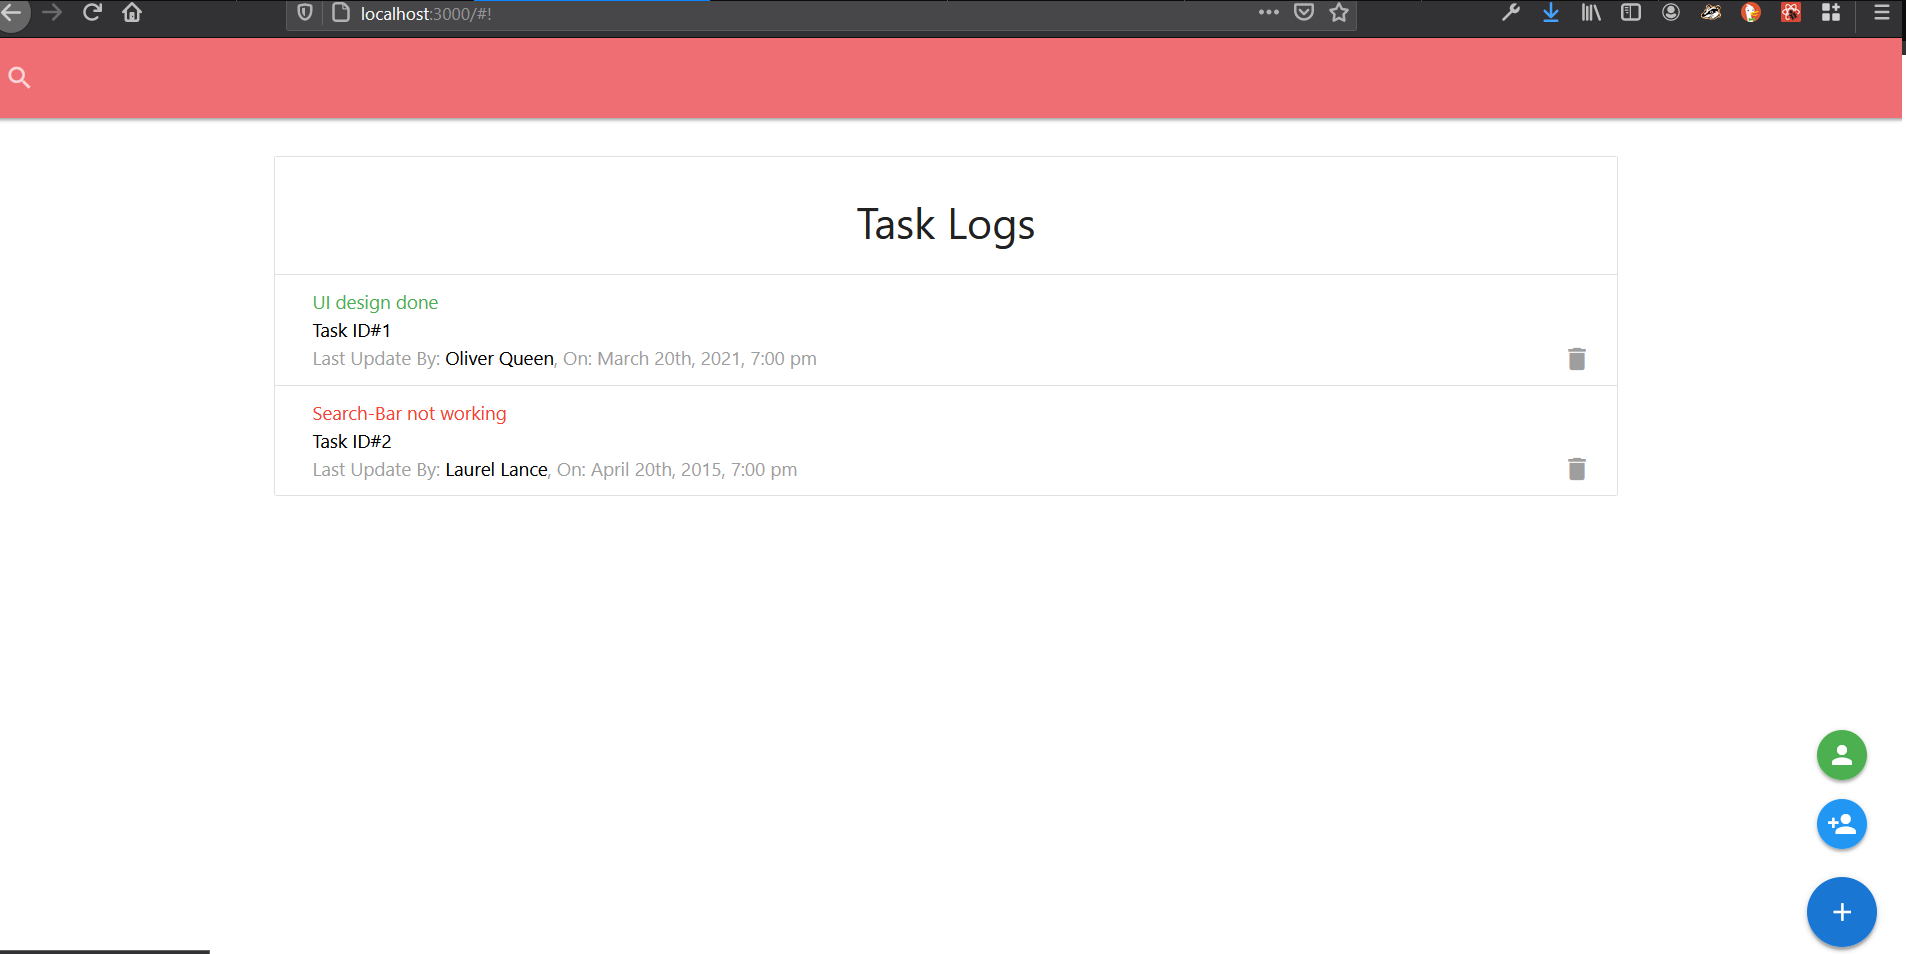 localhost:3000/#!
Task Logs
UI design done
Task ID#1
Last Update By: Oliver Queen, On: March 20th, 2021, 7:00 pm
Search-Bar not working
Task ID#2
Last Update By: Laurel Lance, On: April 20th, 2015, 7:00 pm